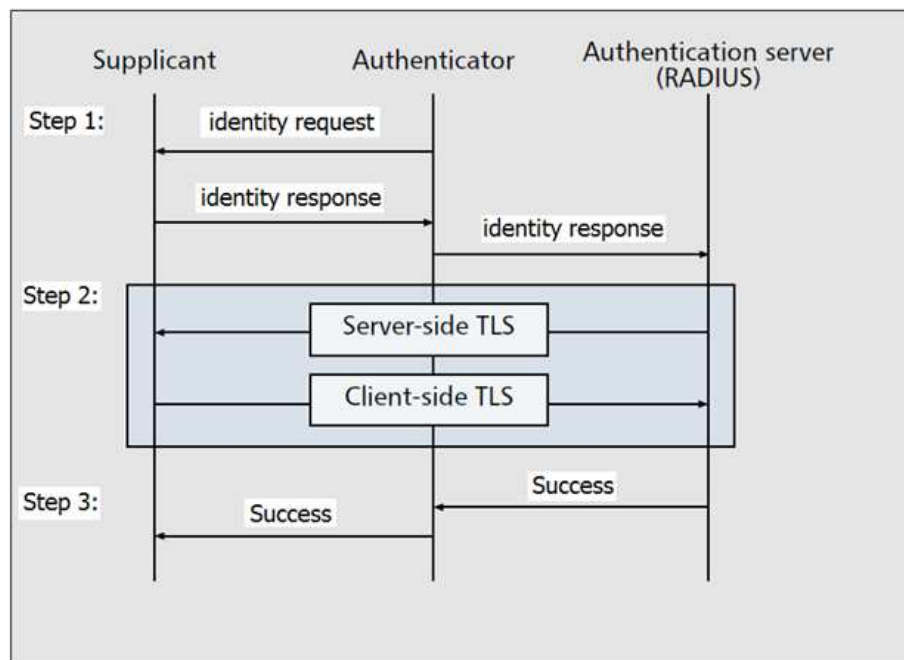 Supplicant
Authenticator
Authentication server
(RADIUS)
Step 1:
identity request
identity response
identity response
Step 2:
Server-side TLS
Client-side TLS
Step 3:
Success
Success